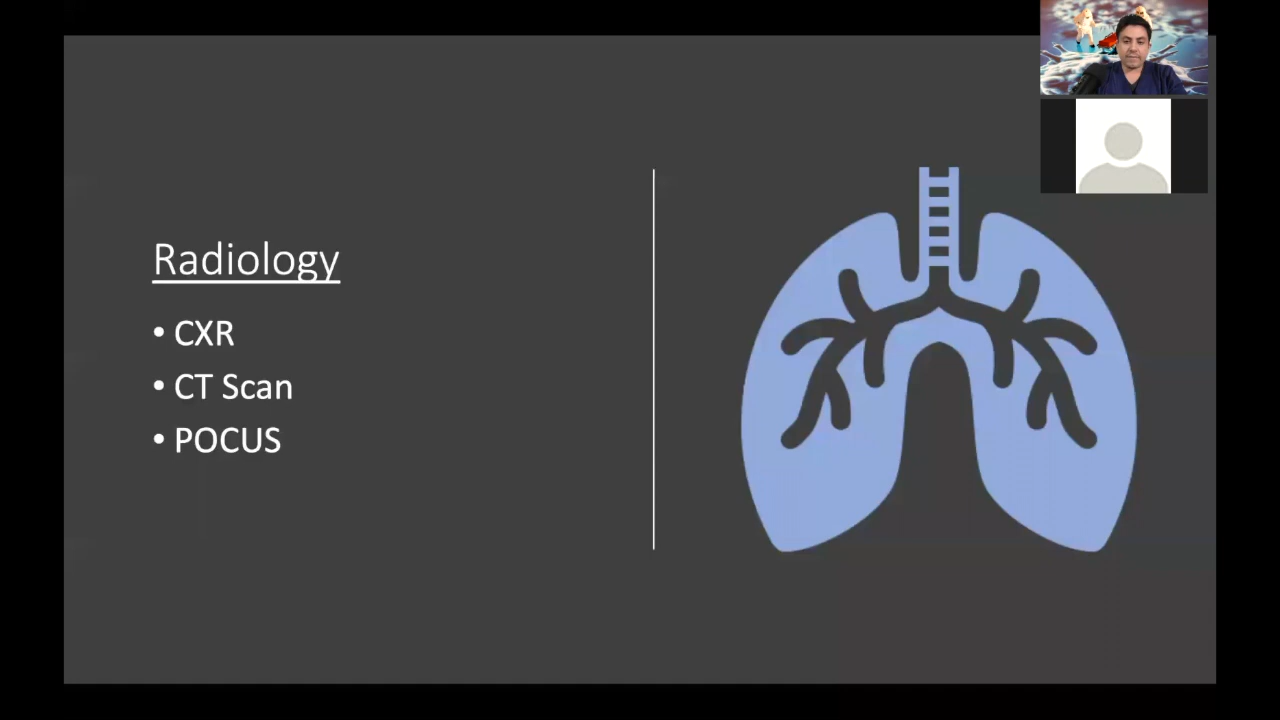 Radiology
• CXR
• CT Scan
• POCUS